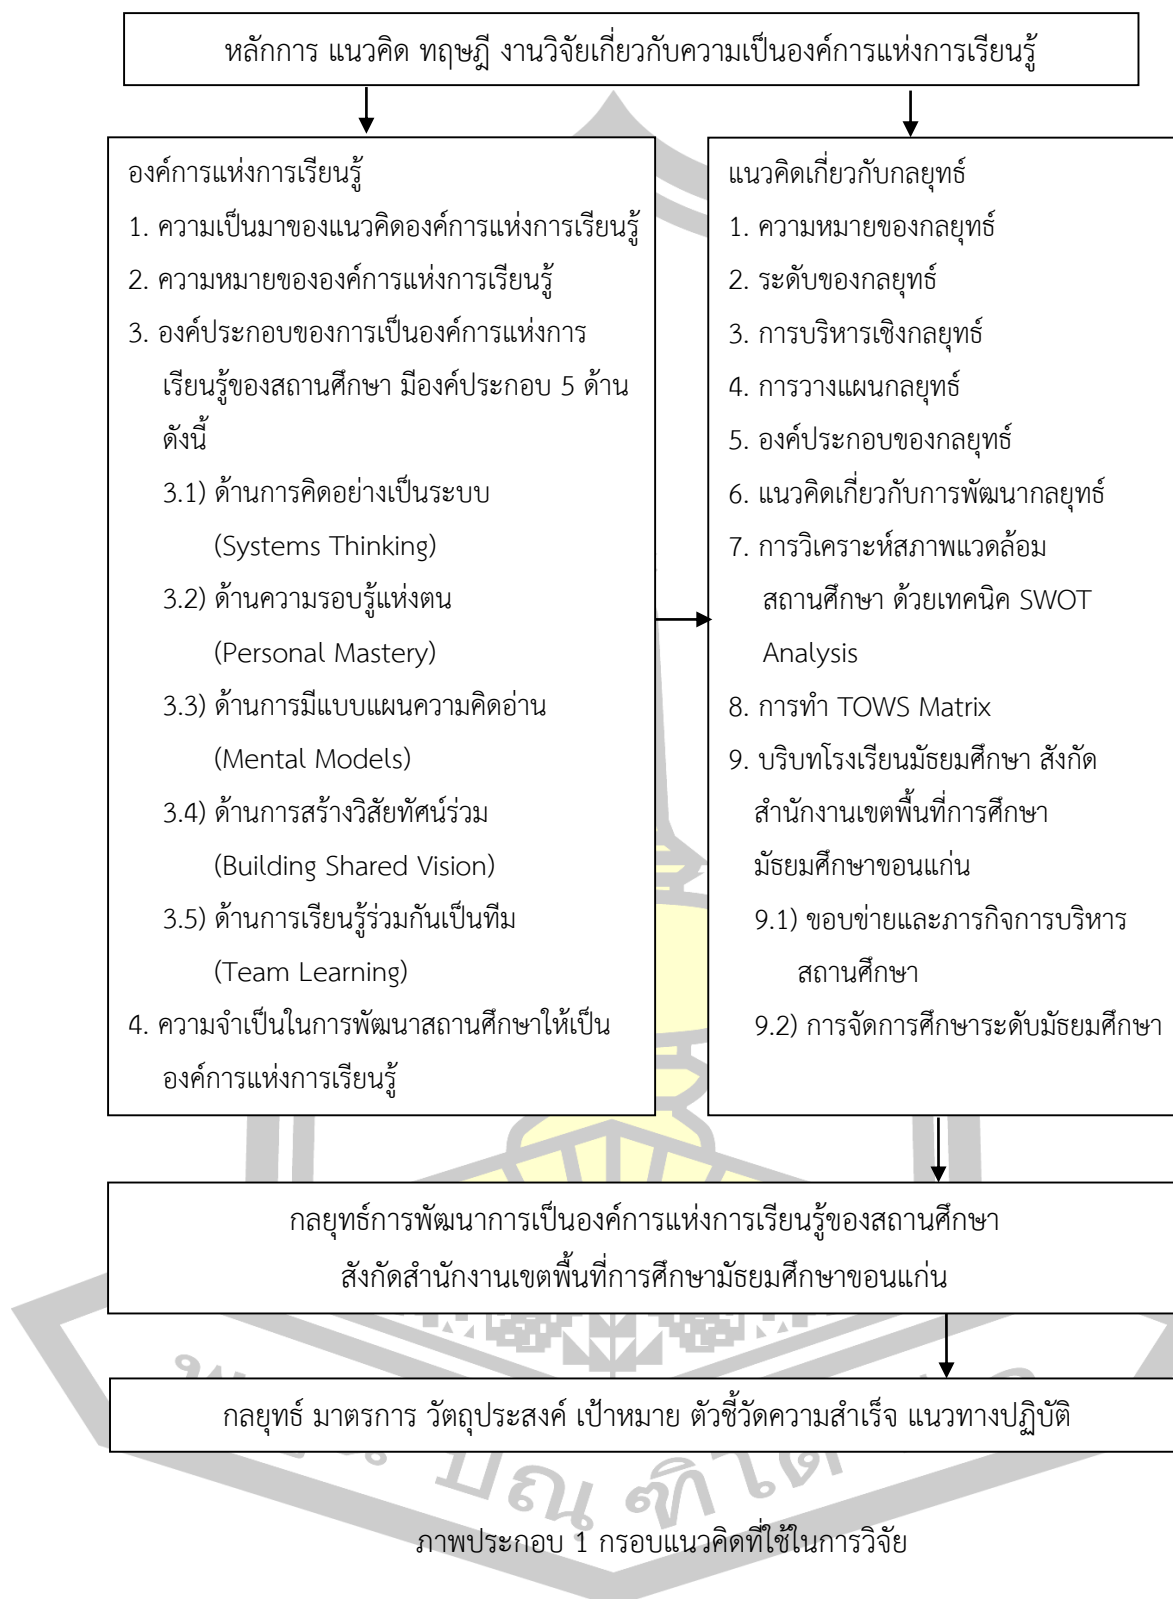 หลักการ แนวคิด ทฤษฎี งานวิจัยเกี่ยวกับความเป็นองค์การแห่งการเรียนรู้
องค์การแห่งการเรียนรู้
1. ความเป็นมาของแนวคิดองค์การแห่งการเรียนรู้
2. ความหมายขององค์การแห่งการเรียนรู้
3. องค์ประกอบของการเป็นองค์การแห่งการ
เรียนรู้ของสถานศึกษา มีองค์ประกอบ 5 ด้าน
ดังนี้
3.1) ด้านการคิดอย่างเป็นระบบ
(Systems Thinking)
3.2) ด้านความรอบรู้แห่งตน
(Personal Mastery)
3.3) ด้านการมีแบบแผนความคิดอ่าน
(Mental Models)
3.4) ด้านการสร้างวิสัยทัศน์ร่วม
(Building Shared Vision)
3.5) ด้านการเรียนรู้ร่วมกันเป็นทีม
(Team Learning)
4. ความจำเป็นในการพัฒนาสถานศึกษาให้เป็น
องค์การแห่งการเรียนรู้
แนวคิดเกี่ยวกับกลยุทธ์
1. ความหมายของกลยุทธ์
2. ระดับของกลยุทธ์
3. การบริหารเชิงกลยุทธ์
4. การวางแผนกลยุทธ์
5. องค์ประกอบของกลยุทธ์
6. แนวคิดเกี่ยวกับการพัฒนากลยุทธ์
7. การวิเคราะห์สภาพแวดล้อม
สถานศึกษา ด้วยเทคนิค SWOT
Analysis
8. การทำ TOWS Matrix
9. บริบทโรงเรียนมัธยมศึกษา สังกัด
สำนักงานเขตพื้นที่การศึกษา
มัธยมศึกษาขอนแก่น
9.1) ขอบข่ายและภารกิจการบริหาร
สถานศึกษา
9.2) การจัดการศึกษาระดับมัธยมศึกษา
กลยุทธ์การพัฒนาการเป็นองค์การแห่งการเรียนรู้ของสถานศึกษา
สังกัดสำนักงานเขตพื้นที่การศึกษามัธยมศึกษาขอนแก่น
กลยุทธ์ มาตรการ วัตถุประสงค์ เป้าหมาย ตัวชี้วัดความสำเร็จ แนวทางปฏิบัติ
ภาพประกอบ 1 กรอบแนวคิดที่ใช้ในการวิจัย